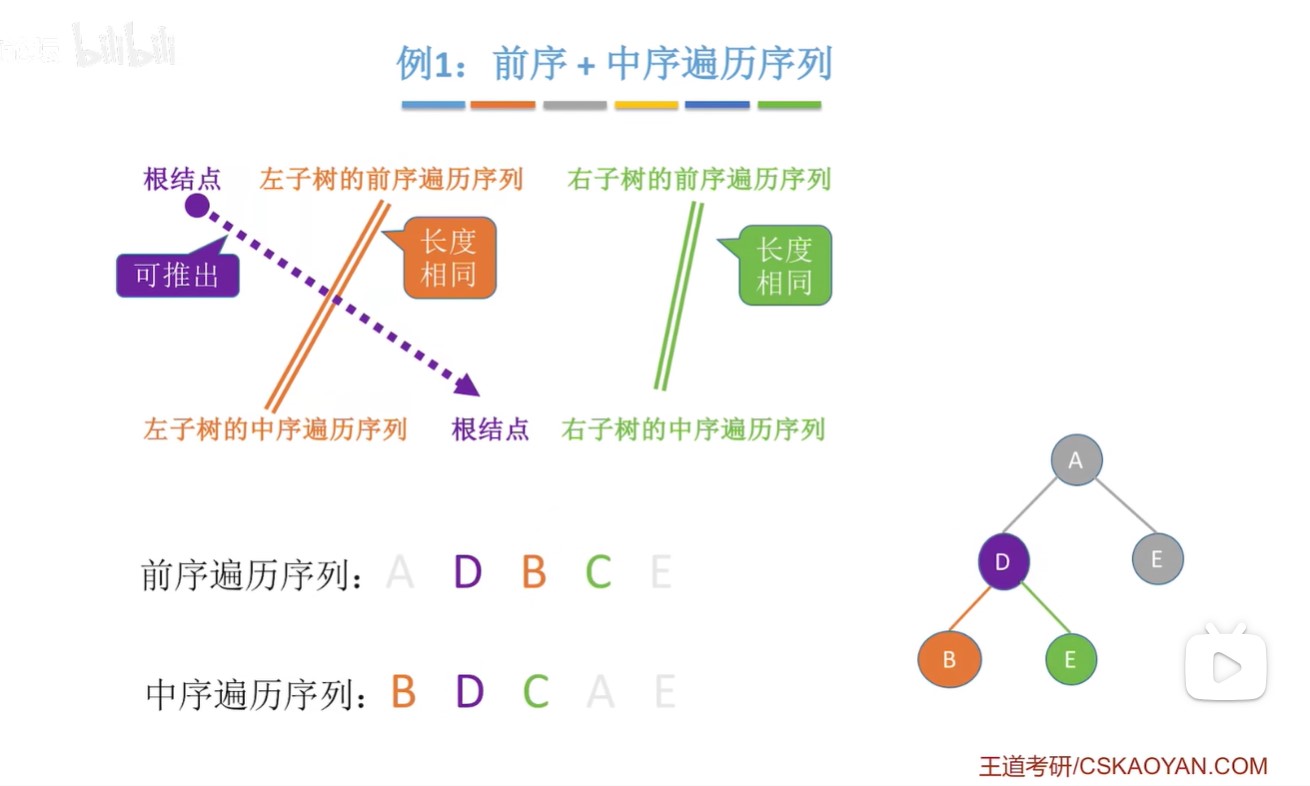 bilibili
例1：前序 + 中序遍历序列
根结点 左子树的前序遍历序列 右子树的前序遍历序列
可推出
长度
相同
长度
相同
左子树的中序遍历序列 根结点 右子树的中序遍历序列
前序遍历序列：A D B C E
中序遍历序列：B D C A E
A
D E
B E
王道考研/CSKAOYAN.COM